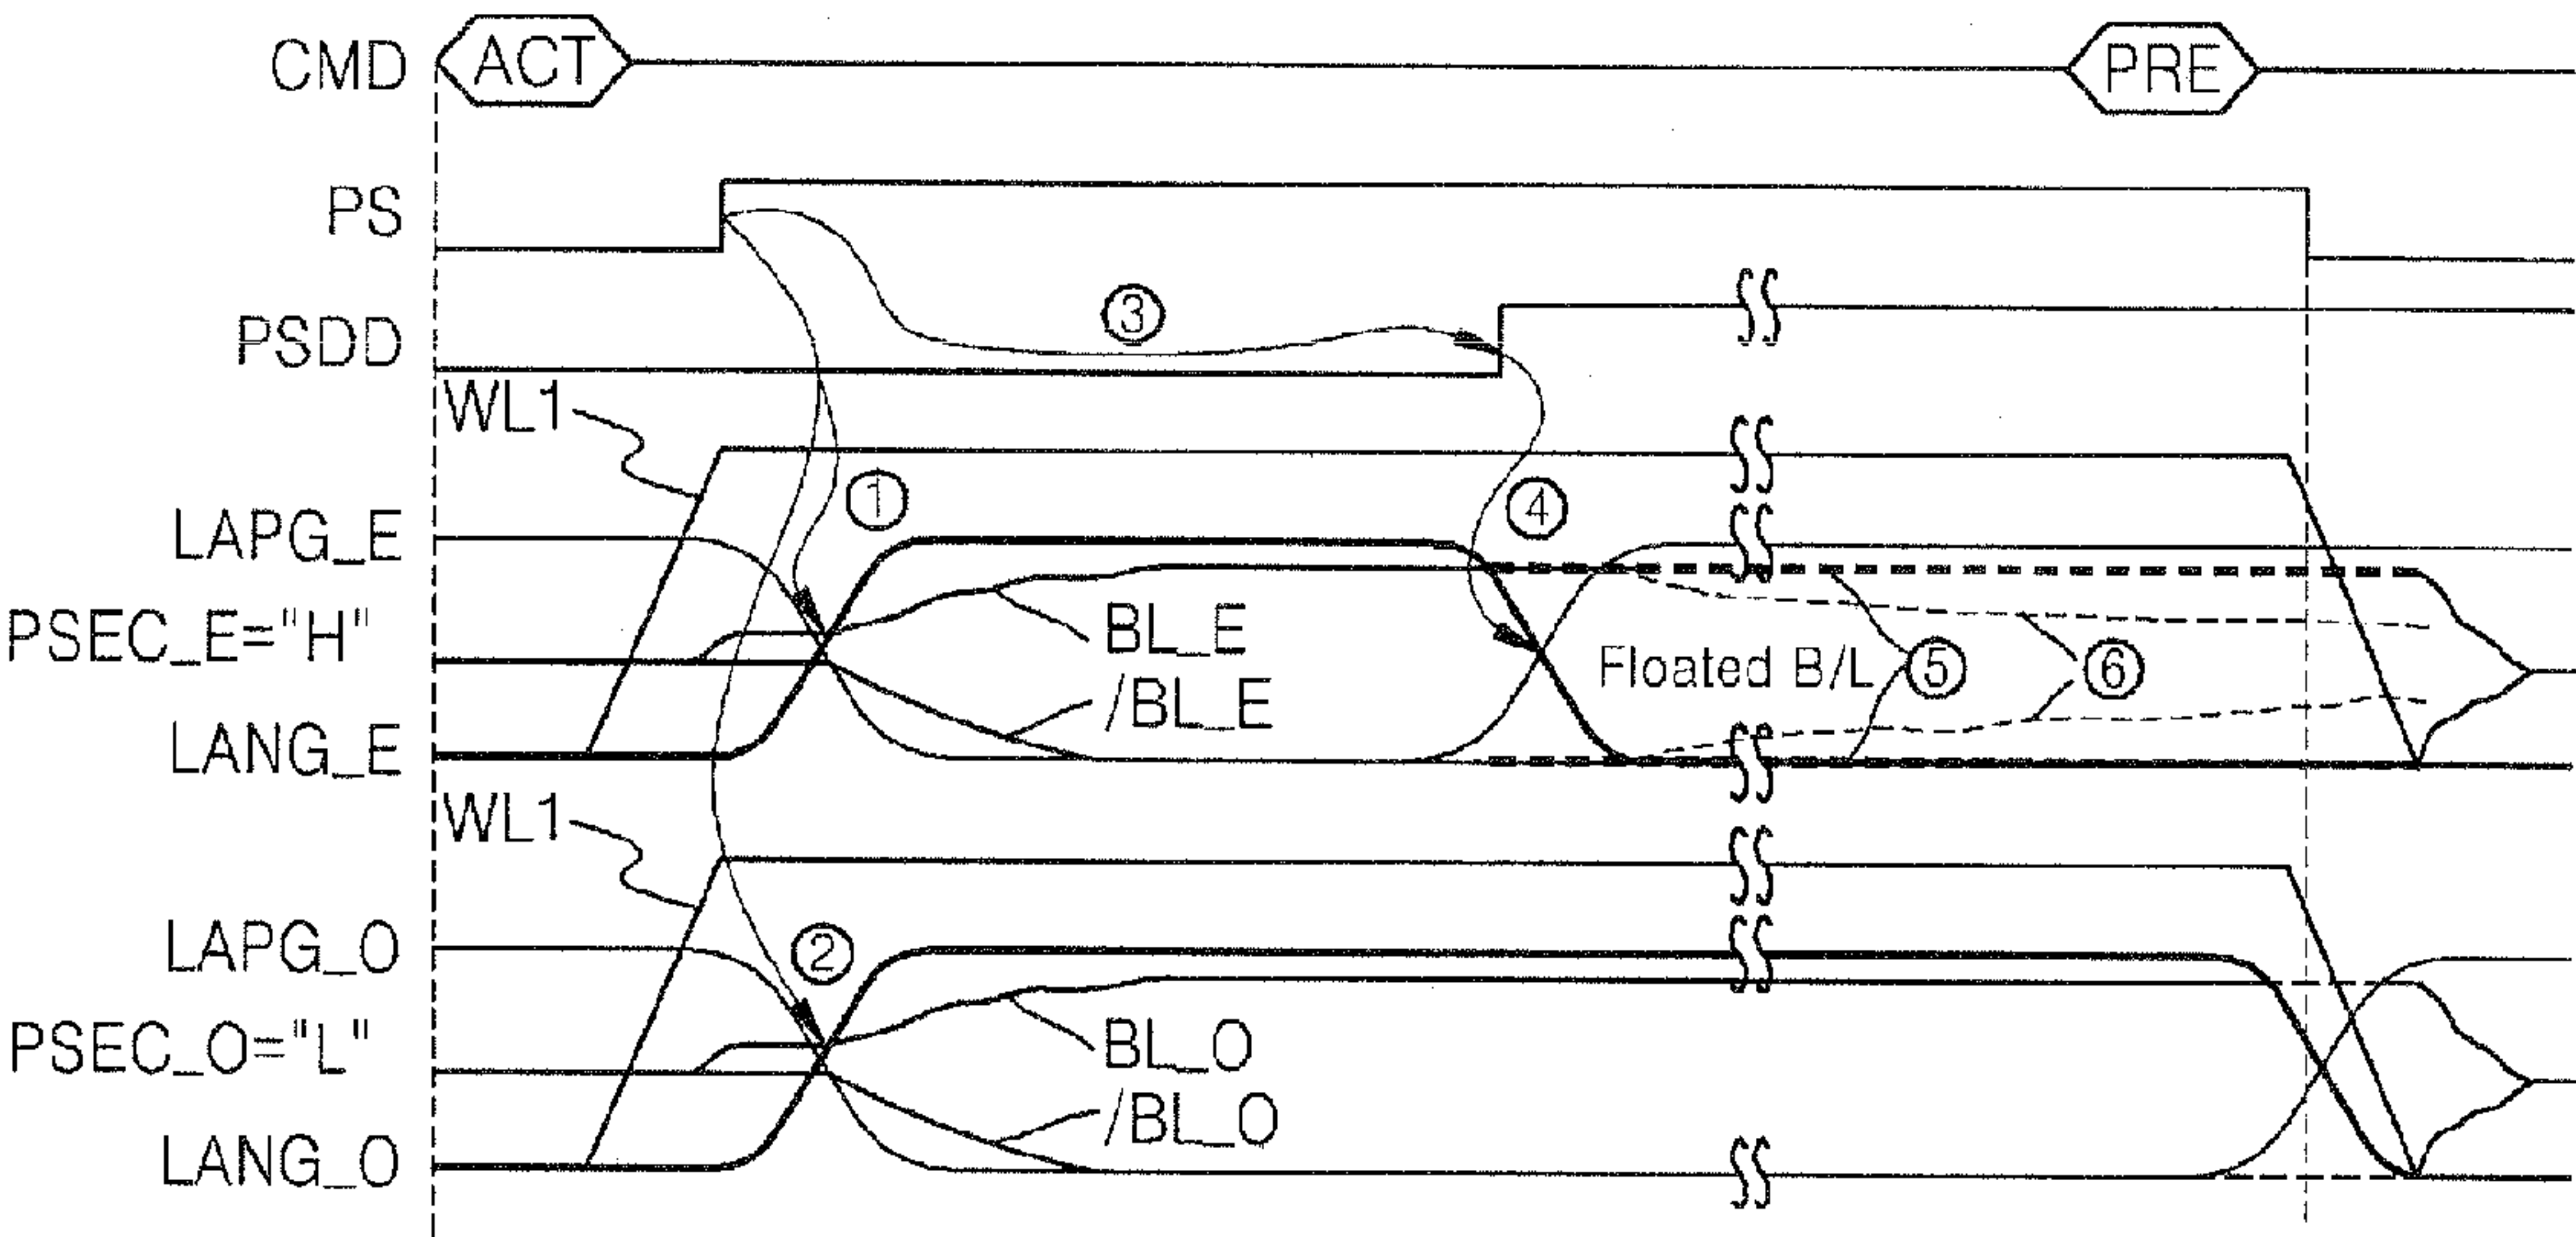 CMD ACT PRE
PS
PSDD
③
WL1
LAPG_E
① ④
PSEC_E="H"
BL_E
/BL_E
Floated B/L ⑤ ⑥
LANG_E
WL1
LAPG_O
②
PSEC_O="L"
BL_O
/BL_O
LANG_O